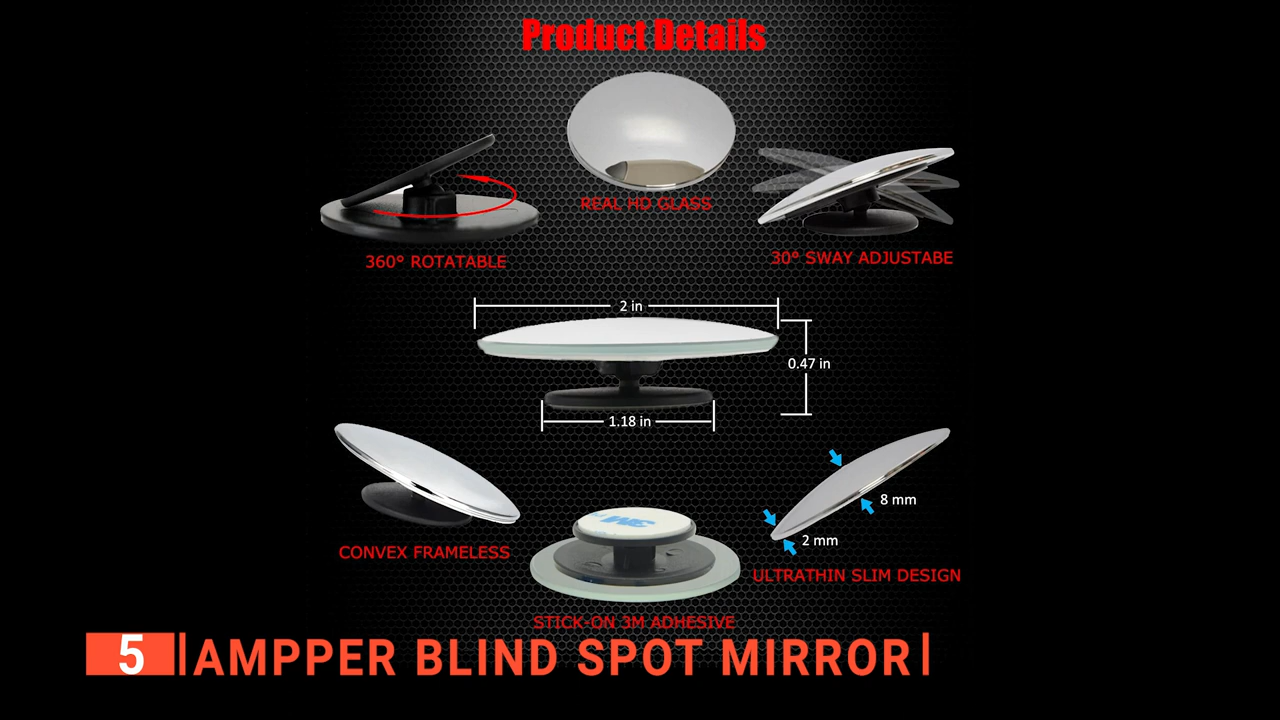 Product Details
REAL HD GLASS
360° ROTATABLE
30° SWAY ADJUSTABE
2 in
0.47 in
1.18 in
8 mm
2 mm
CONVEX FRAMELESS
3M
ULTRATHIN SLIM DESIGN
STICK-ON 3M ADHESIVE
5 AMPPER BLIND SPOT MIRROR